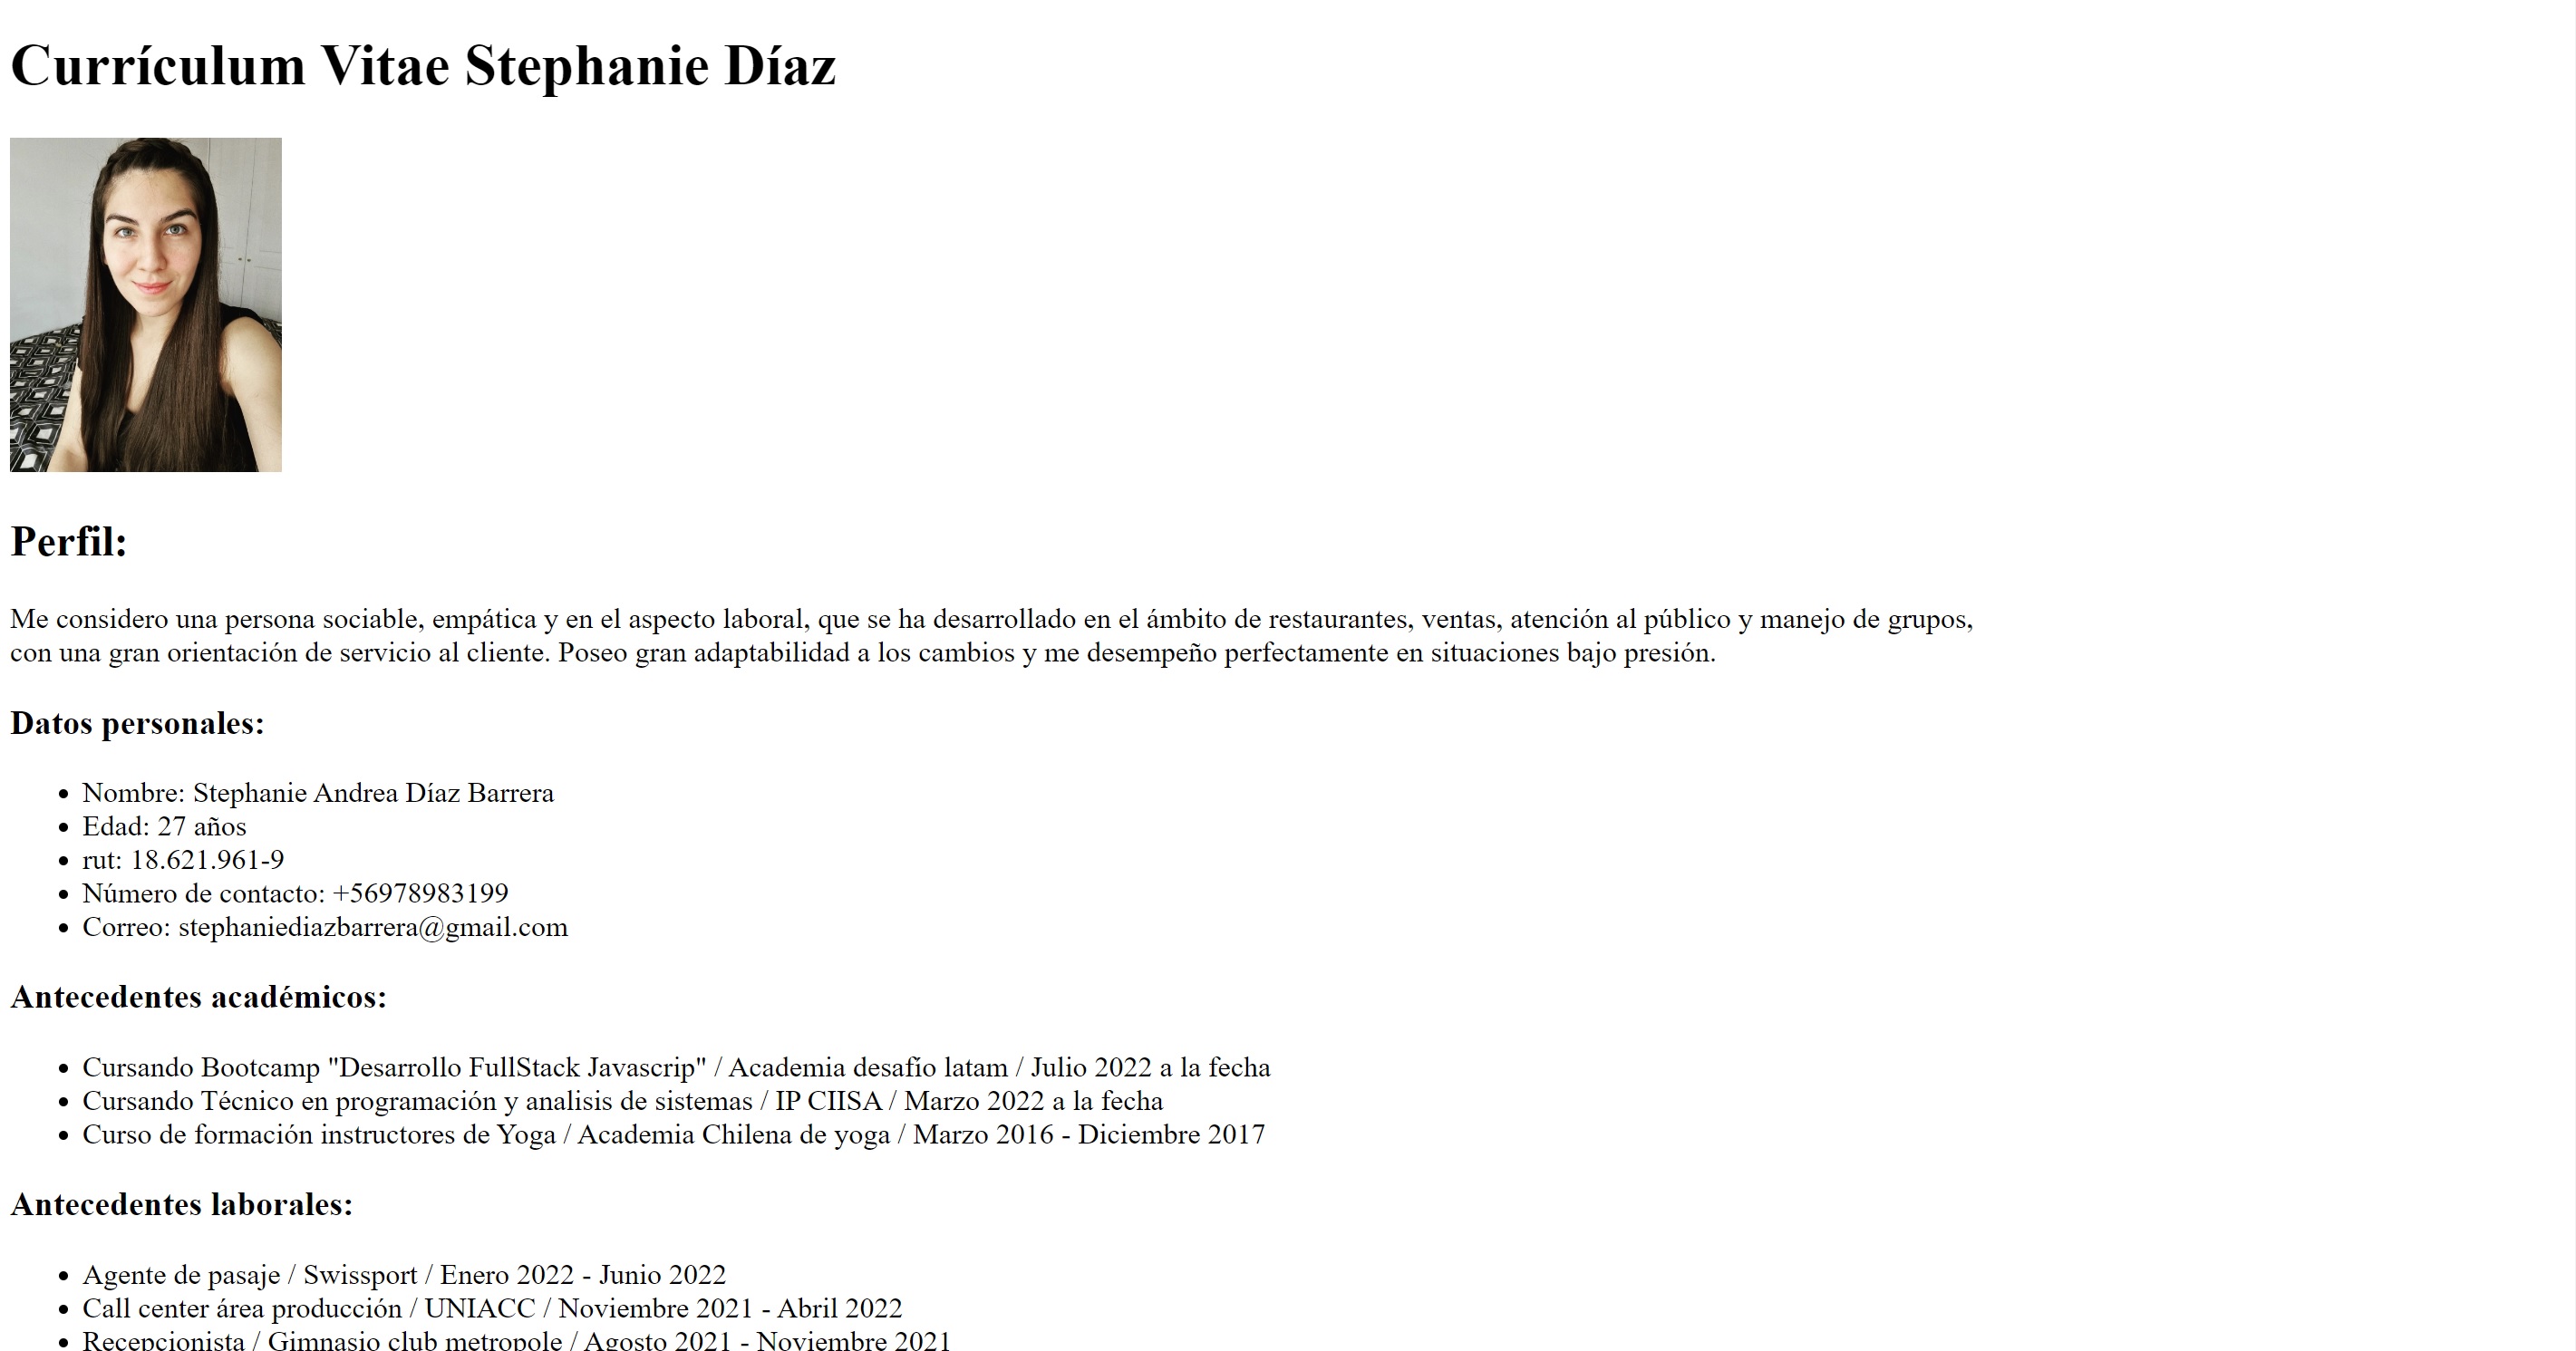 Currículum Vitae Stephanie Díaz
Perfil:
Me considero una persona sociable, empática y en el aspecto laboral, que se ha desarrollado en el ámbito de restaurantes, ventas, atención al público y manejo de grupos,
con una gran orientación de servicio al cliente. Poseo gran adaptabilidad a los cambios y me desempeño perfectamente en situaciones bajo presión.
Datos personales:
• Nombre: Stephanie Andrea Díaz Barrera
• Edad: 27 años
• rut: 18.621.961-9
• Número de contacto: +56978983199
• Correo: stephaniediazbarrera@gmail.com
Antecedentes académicos:
• Cursando Bootcamp "Desarrollo FullStack Javascrip" / Academia desafío latam / Julio 2022 a la fecha
• Cursando Técnico en programación y analisis de sistemas / IP CIISA / Marzo 2022 a la fecha
• Curso de formación instructores de Yoga / Academia Chilena de yoga / Marzo 2016 - Diciembre 2017
Antecedentes laborales:
• Agente de pasaje / Swissport / Enero 2022 - Junio 2022
• Call center área producción / UNIACC / Noviembre 2021 - Abril 2022
• Recepcionista / Gimnasio club metropole / Agosto 2021 - Noviembre 2021